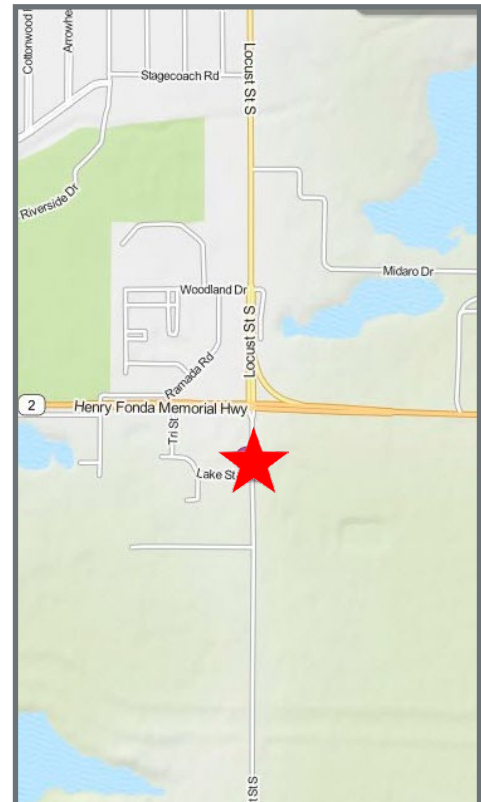 Cottonwood
Arrowhe
Stagecoach Rd
Locust St S
Riverside Dr
Midaro Dr
Woodland Dr
Locust St S
Ramada Rd
2
Henry Fonda Memorial Hwy
Tri St
Lake St
St S